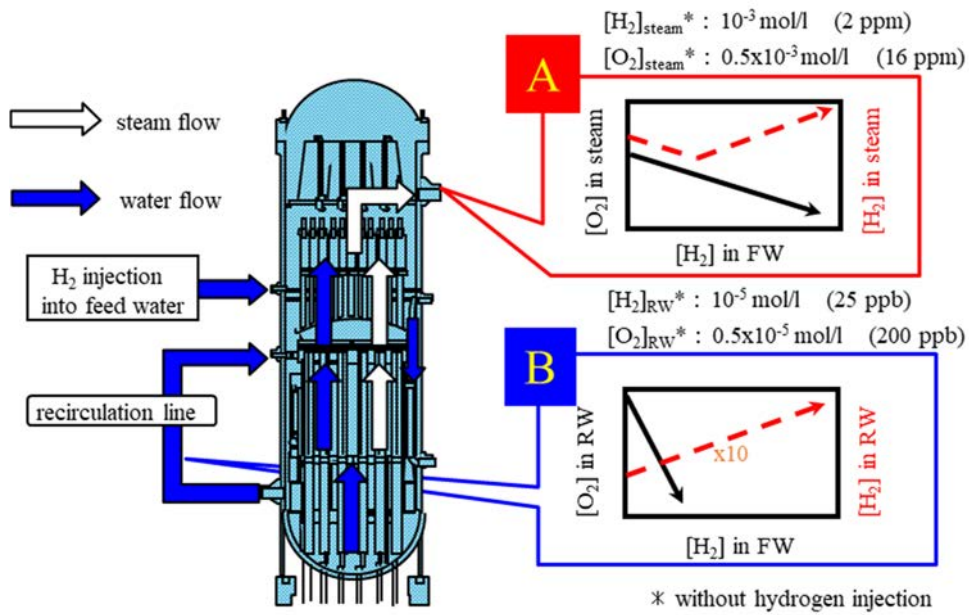 steam flow
water flow
H₂ injection
into feed water
recirculation line
[H₂]steam* : 10⁻³ mol/l (2 ppm)
[O₂]steam* : 0.5x10⁻³ mol/l (16 ppm)
A
[O₂] in steam
[H₂] in steam
[H₂] in FW
[H₂]RW* : 10⁻⁵ mol/l (25 ppb)
[O₂]RW* : 0.5x10⁻⁵ mol/l (200 ppb)
B
[O₂] in RW
x10
[H₂] in RW
[H₂] in FW
* without hydrogen injection